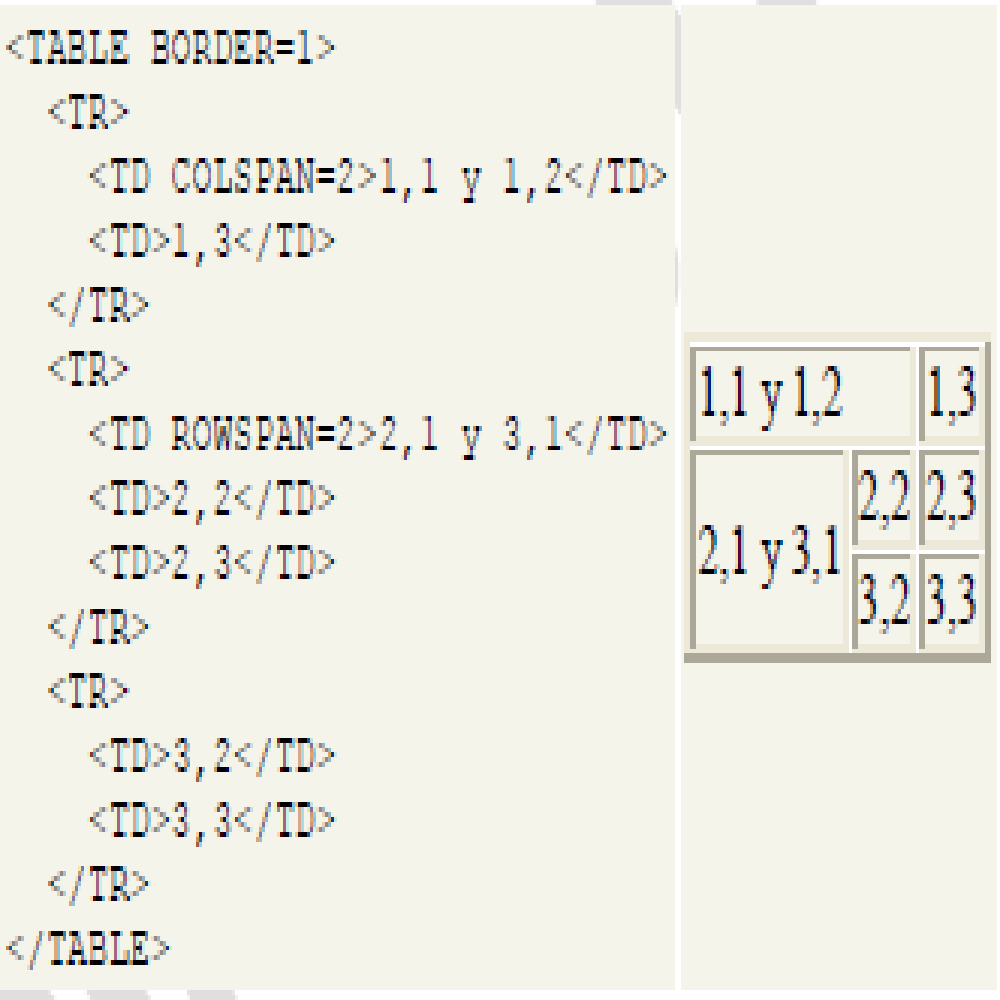 <TABLE BORDER=1>
<TR>
<TD COLSPAN=2>1,1 y 1,2</TD>
<TD>1,3</TD>
</TR>
<TR>
<TD ROWSPAN=2>2,1 y 3,1</TD>
<TD>2,2</TD>
<TD>2,3</TD>
</TR>
<TR>
<TD>3,2</TD>
<TD>3,3</TD>
</TR>
</TABLE>
1,1 y 1,2 1,3
2,1 y 3,1 2,2 2,3
3,2 3,3